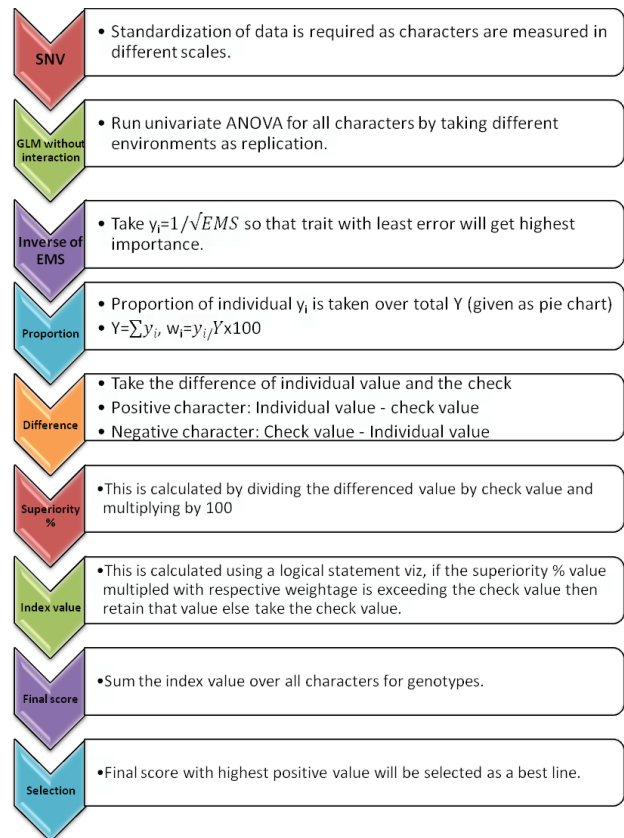 SNV
• Standardization of data is required as characters are measured in
different scales.
GLM without
interaction
• Run univariate ANOVA for all characters by taking different
environments as replication.
Inverse of
EMS
• Take yᵢ=1/√EMS so that trait with least error will get highest
importance.
Proportion
• Proportion of individual yᵢ is taken over total Y (given as pie chart)
• Y=∑yᵢ, wᵢ=yᵢ/Yx100
Difference
• Take the difference of individual value and the check
• Positive character: Individual value - check value
• Negative character: Check value - Individual value
Superiority
%
•This is calculated by dividing the differenced value by check value and
multiplying by 100
Index value
•This is calculated using a logical statement viz, if the superiority % value
multipled with respective weightage is exceeding the check value then
retain that value else take the check value.
Final score
•Sum the index value over all characters for genotypes.
Selection
•Final score with highest positive value will be selected as a best line.